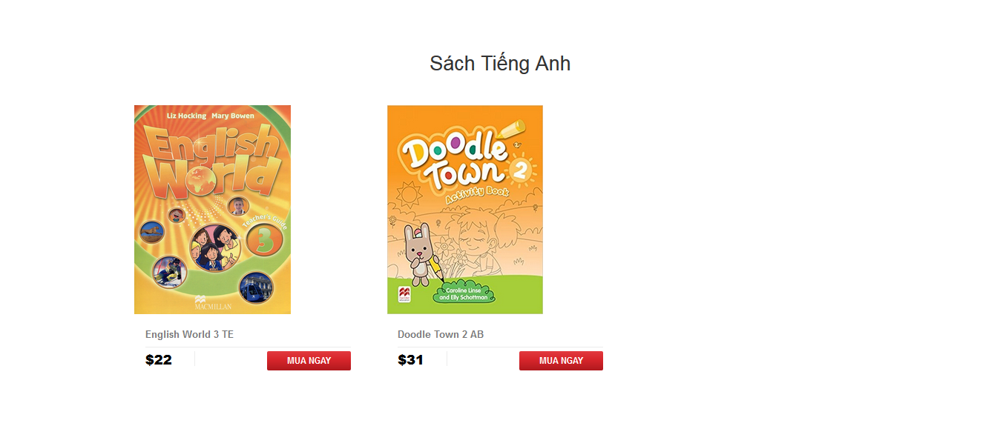 Sách Tiếng Anh
Liz Hocking Mary Bowen
English
World
Teacher's Guide
3
MACMILLAN
English World 3 TE
$22
MUA NGAY
Doodle
Town 2
Activity Book
Caroline Linse
and Elly Schottman
Doodle Town 2 AB
$31
MUA NGAY